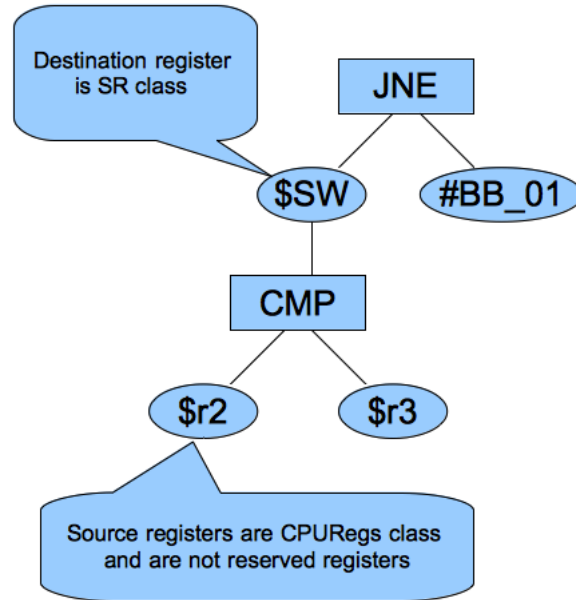 Destination register
is SR class
JNE
$SW
#BB_01
CMP
$r2
$r3
Source registers are CPURegs class
and are not reserved registers